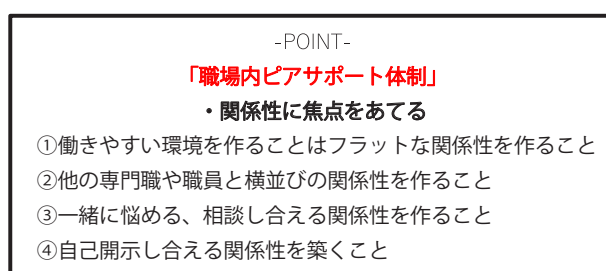 -POINT-
「職場内ピアサポート体制」
・関係性に焦点をあてる
①働きやすい環境を作ることはフラットな関係性を作ること
②他の専門職や職員と横並びの関係性を作ること
③一緒に悩める、相談し合える関係性を作ること
④自己開示し合える関係性を築くこと